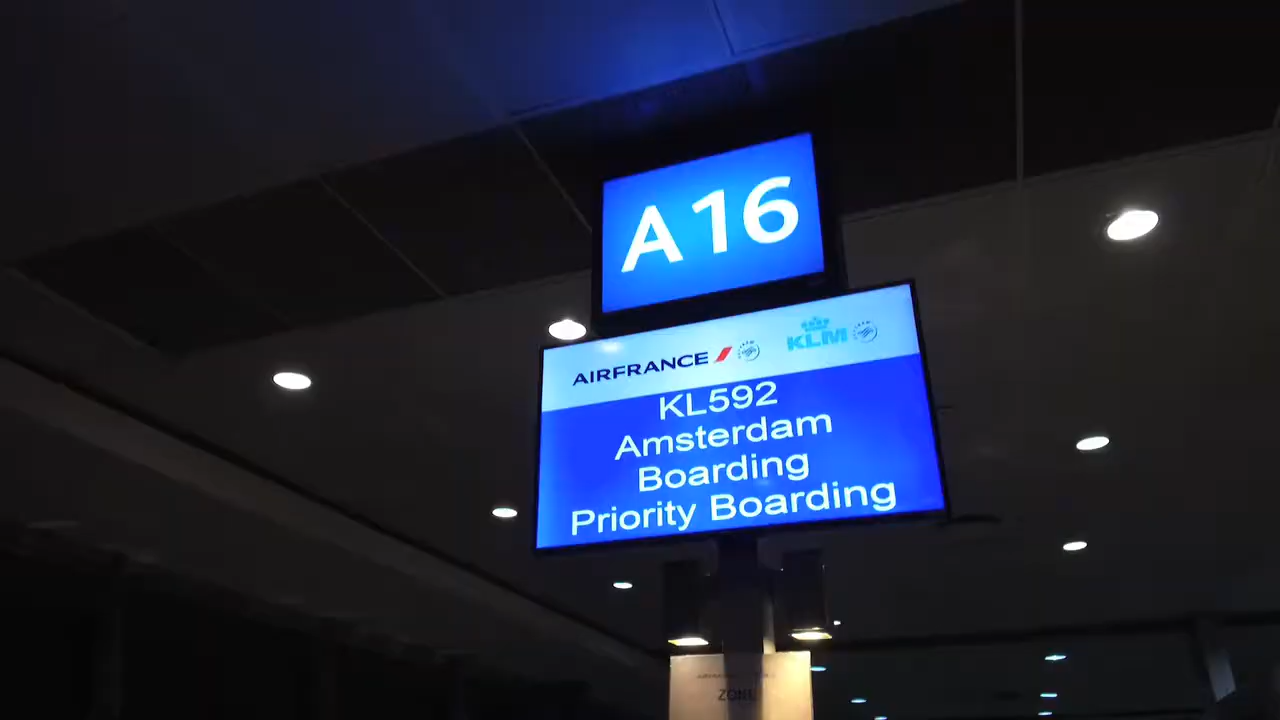 A16
AIRFRANCE KLM
KL592
Amsterdam
Boarding
Priority Boarding